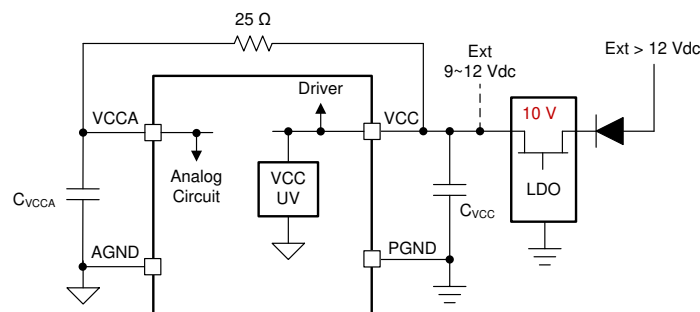 25 Ω
Ext
9~12 Vdc
Ext > 12 Vdc
Driver
VCCA
VCC
10 V
Analog
Circuit
VCC
UV
LDO
CVCCA
CVCC
AGND
PGND